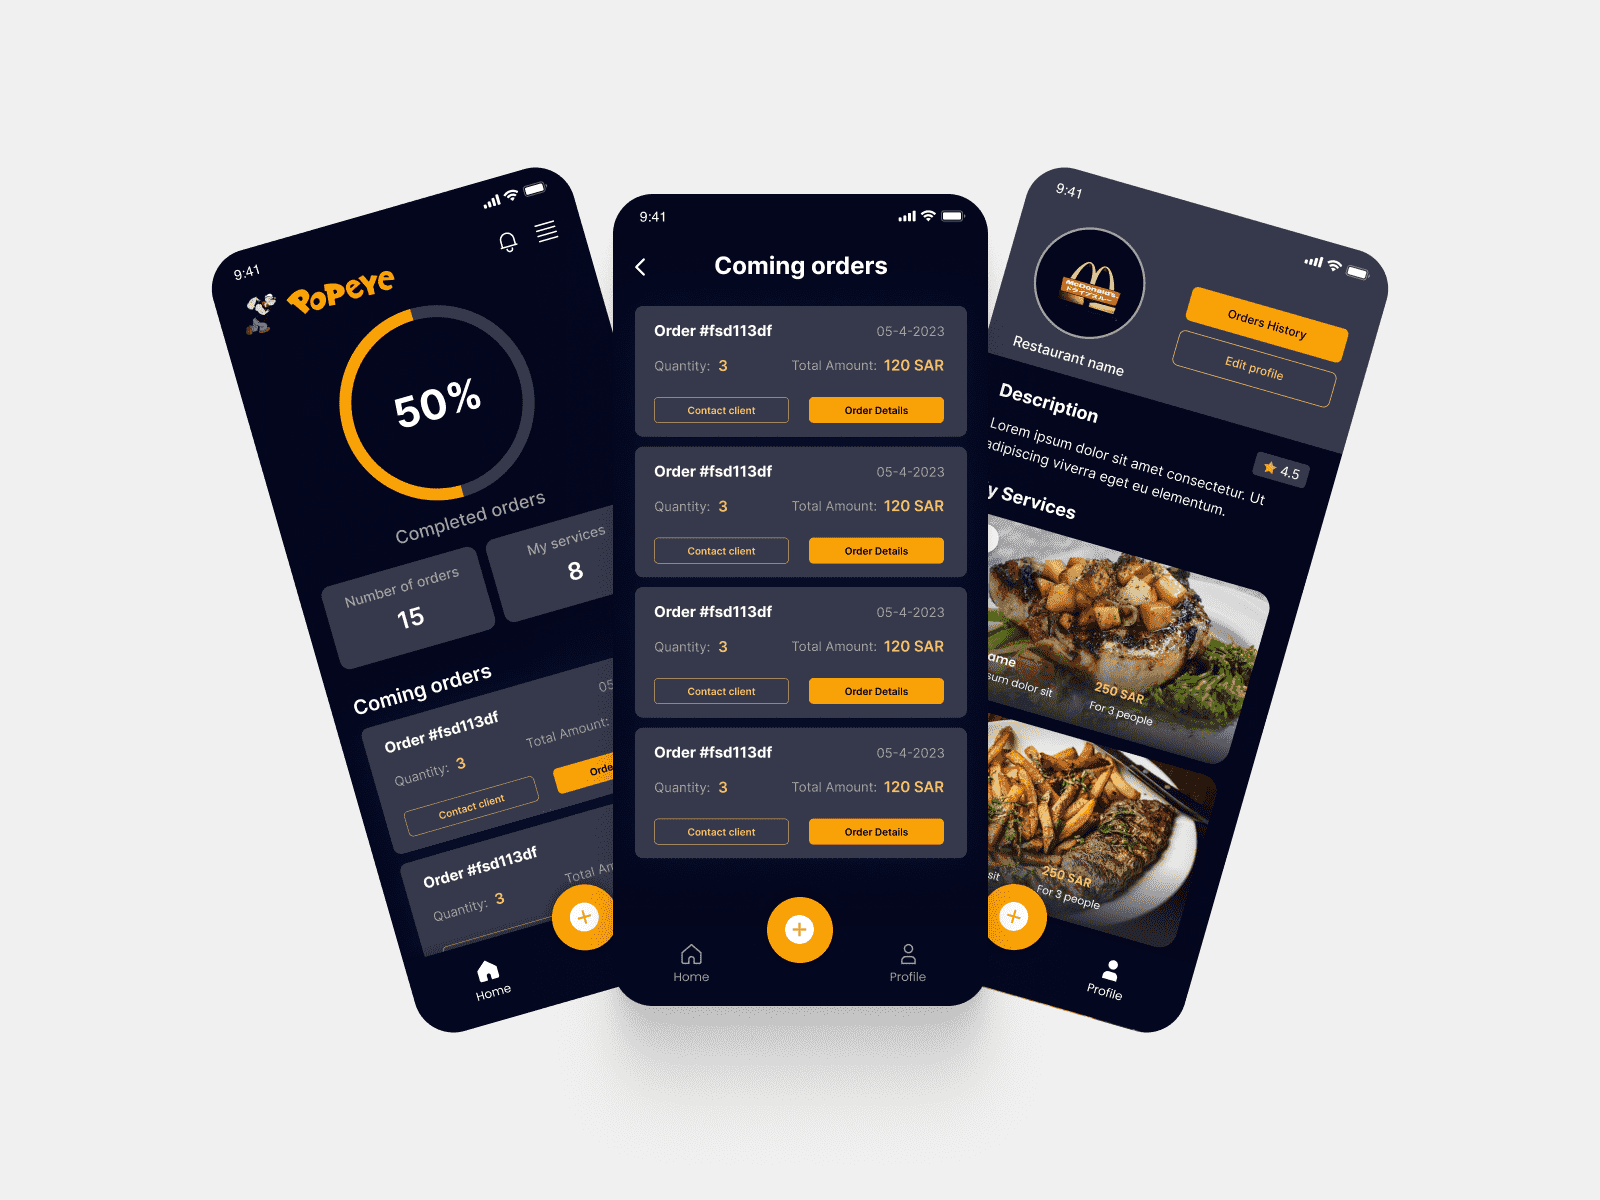 9:41
POPEYE
50%
Completed orders
Number of orders
15
My services
8
Coming orders
Order #fsd113df
05
Quantity: 3
Total Amount:
Contact client
Orde
Order #fsd113df
Quantity: 3
Total Am
Home
9:41
Coming orders
Order #fsd113df
05-4-2023
Quantity: 3
Total Amount: 120 SAR
Contact client
Order Details
Order #fsd113df
05-4-2023
Quantity: 3
Total Amount: 120 SAR
Contact client
Order Details
Order #fsd113df
05-4-2023
Quantity: 3
Total Amount: 120 SAR
Contact client
Order Details
Order #fsd113df
05-4-2023
Quantity: 3
Total Amount: 120 SAR
Contact client
Order Details
Home
Profile
9:41
McDonald's
ドライブスルー
Restaurant name
Orders History
Edit profile
Description
4.5
Lorem ipsum dolor sit amet consectetur. Ut
adipiscing viverra eget eu elementum.
y Services
ame
sum dolor sit
250 SAR
For 3 people
sit
250 SAR
For 3 people
Profile